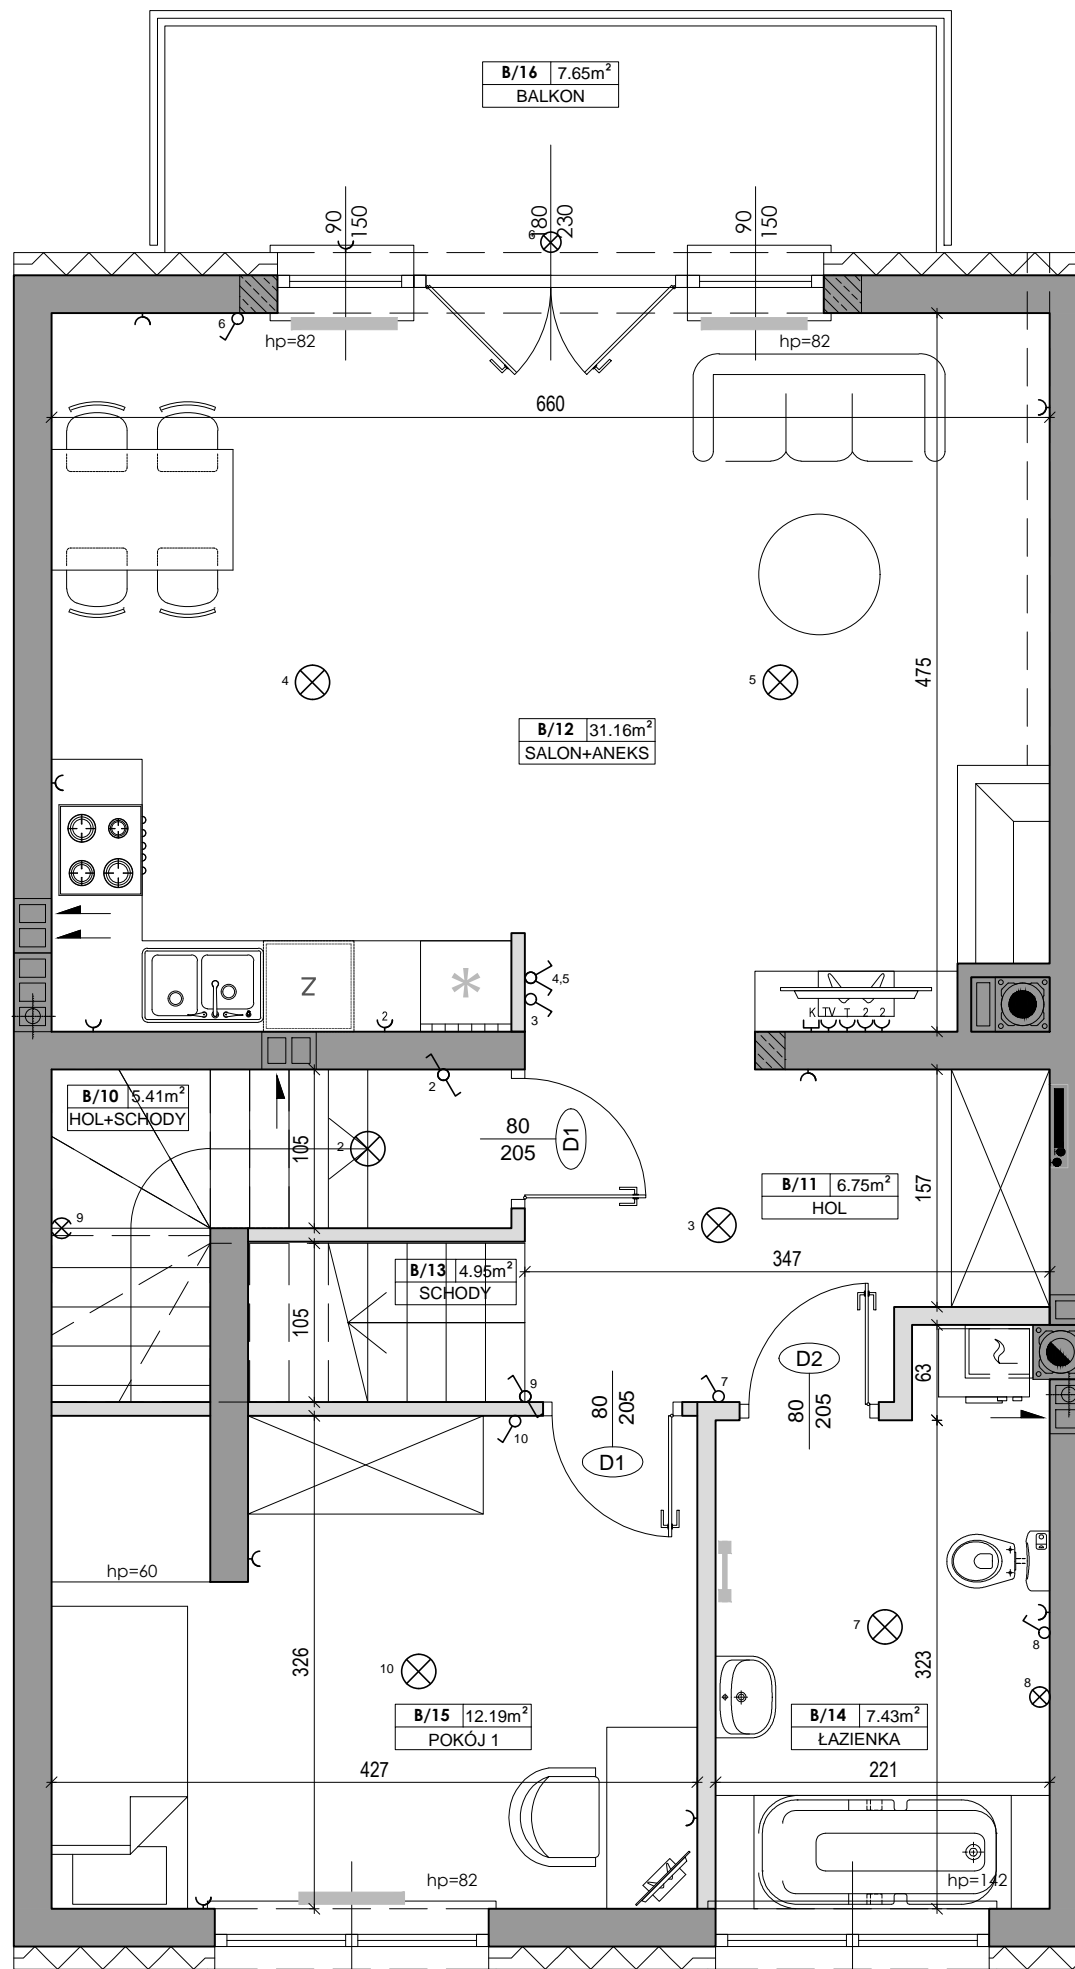 B/16 7.65m²
BALKON
90
150
180
230
90
150
6
6
hp=82
hp=82
660
475
4
5
B/12 31.16m²
SALON+ANEKS
Z
*
2
4,5
3
K TV T 2 2
2
B/10 5.41m²
HOL+SCHODY
105
2
80
205
D1
B/11 6.75m²
HOL
157
9
3
347
B/13 4.95m²
SCHODY
105
D2
63
9
7
80
205
80
205
10
D1
hp=60
326
10
7
323
8
8
B/15 12.19m²
POKÓJ 1
B/14 7.43m²
ŁAZIENKA
427
221
hp=82
hp=142